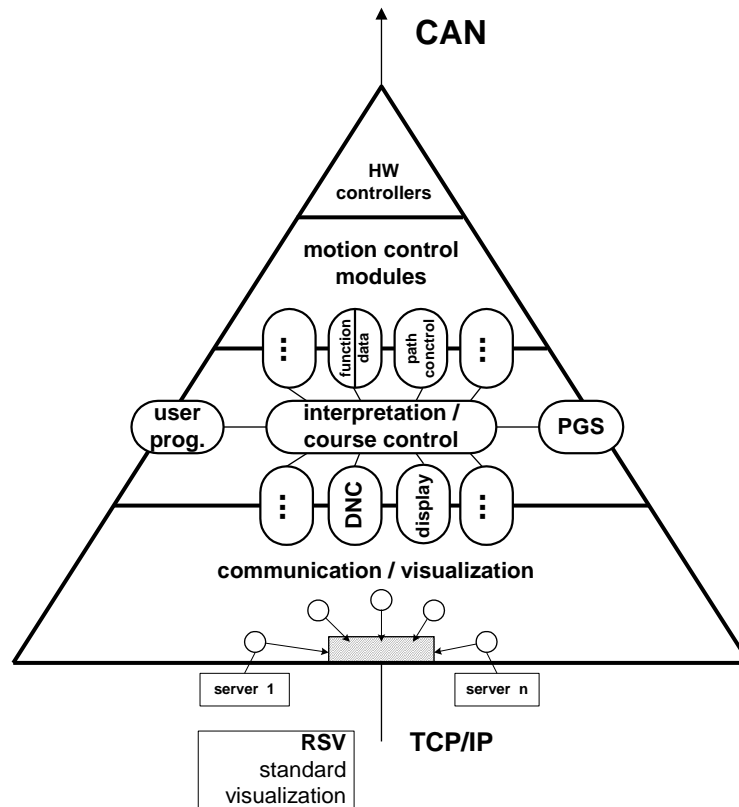 CAN
HW
controllers
motion control
modules
...
function
data
path
conctrol
...
user
prog.
interpretation /
course control
PGS
...
DNC
display
...
communication / visualization
server 1
server n
RSV
standard
visualization
TCP/IP